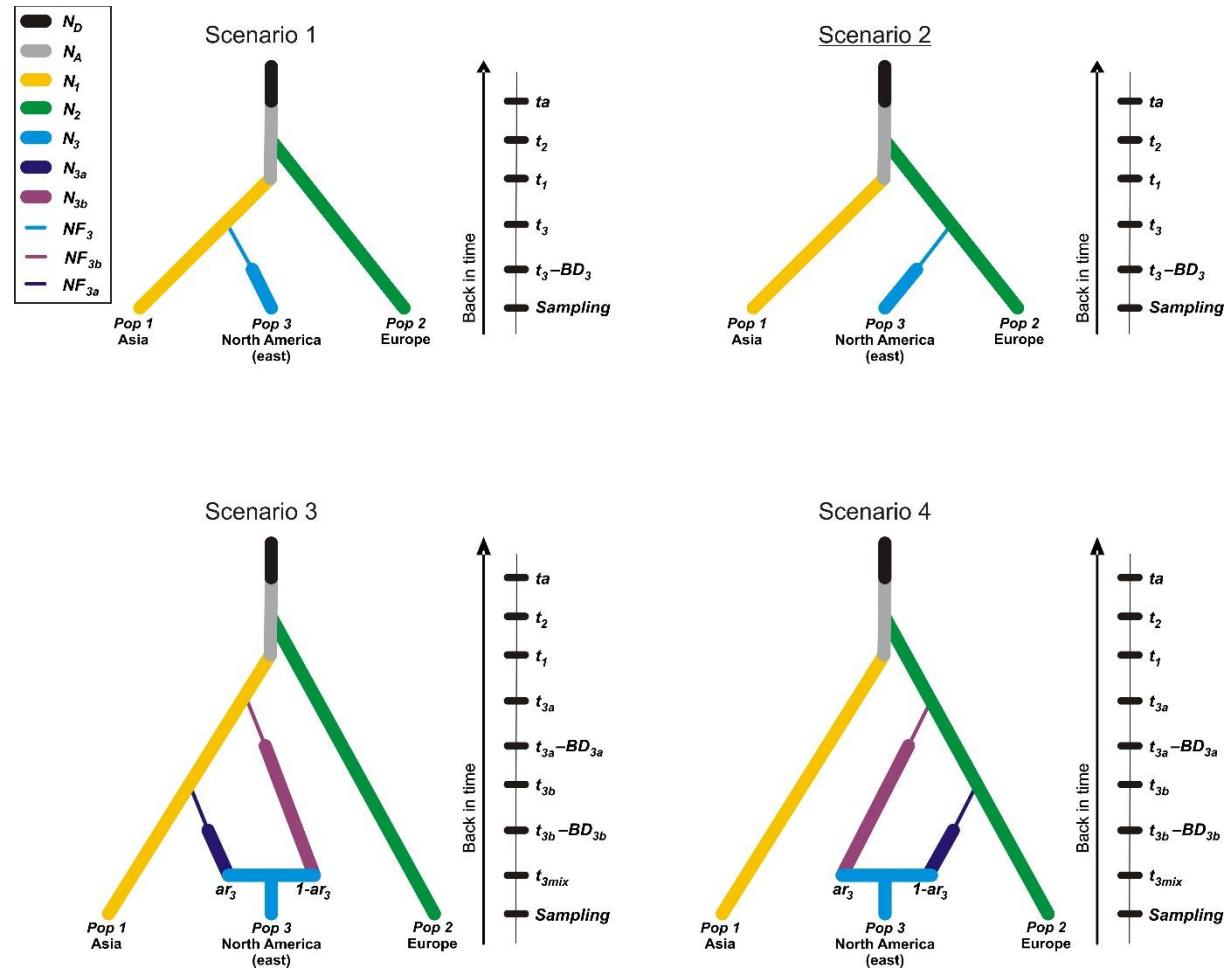 N_D
N_A
N_1
N_2
N_3
N_3a
N_3b
NF_3
NF_3b
NF_3a
Scenario 1
Back in time
ta
t_2
t_1
t_3
t_3–BD_3
Sampling
Pop 1
Asia
Pop 3
North America
(east)
Pop 2
Europe
Scenario 2
Back in time
ta
t_2
t_1
t_3
t_3–BD_3
Sampling
Pop 1
Asia
Pop 3
North America
(east)
Pop 2
Europe
Scenario 3
Back in time
ta
t_2
t_1
t_3a
t_3a–BD_3a
t_3b
t_3b–BD_3b
t_3mix
Sampling
ar_3
1-ar_3
Pop 1
Asia
Pop 3
North America
(east)
Pop 2
Europe
Scenario 4
Back in time
ta
t_2
t_1
t_3a
t_3a–BD_3a
t_3b
t_3b–BD_3b
t_3mix
Sampling
ar_3
1-ar_3
Pop 1
Asia
Pop 3
North America
(east)
Pop 2
Europe